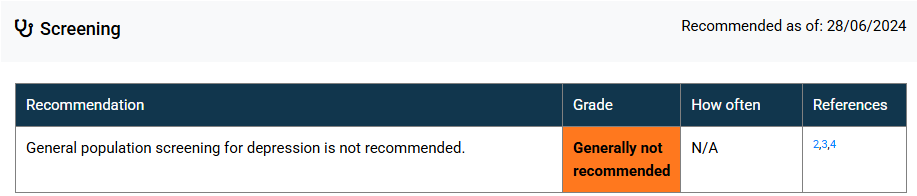 Screening
Recommended as of: 28/06/2024
Recommendation
Grade
How often
References
General population screening for depression is not recommended.
Generally not
recommended
N/A
2,3,4